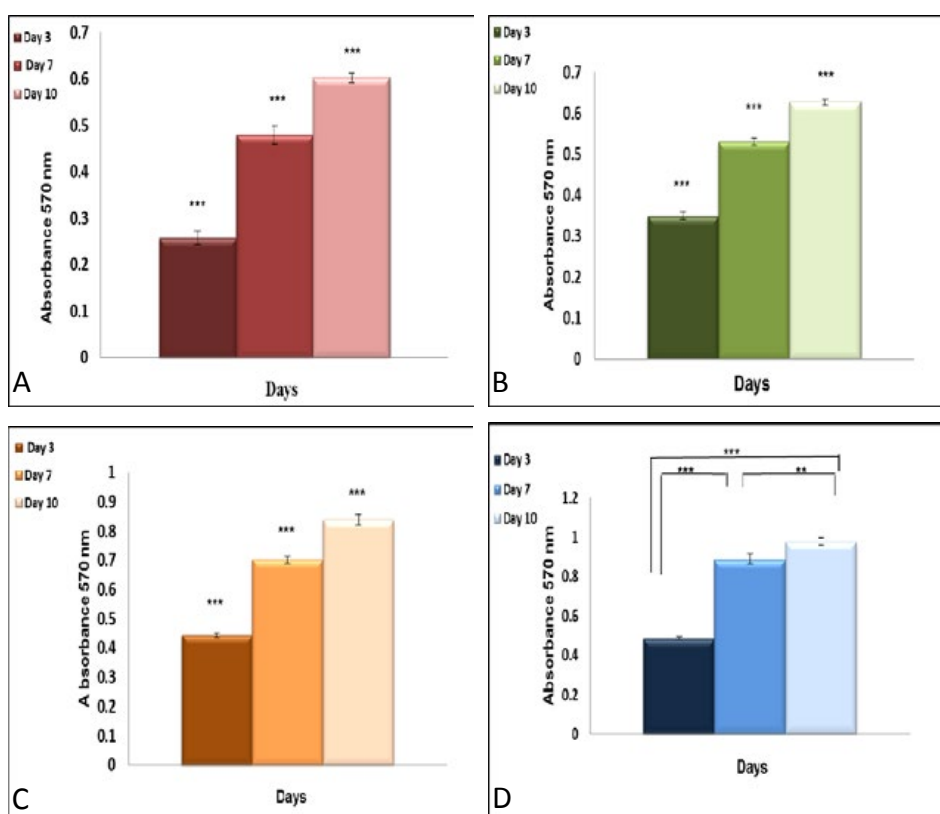 Day 3
Day 7
Day 10
0.7
0.6
0.5
0.4
0.3
0.2
0.1
0
Absorbance 570 nm
***
***
***
Days
A
Day 3
Day 7
Day 10
0.7
0.6
0.5
0.4
0.3
0.2
0.1
0
Absorbance 570 nm
***
***
***
Days
B
Day 3
Day 7
Day 10
1
0.9
0.8
0.7
0.6
0.5
0.4
0.3
0.2
0.1
0
A bsorbance 570 nm
***
***
***
Days
C
Day 3
Day 7
Day 10
1.2
1
0.8
0.6
0.4
0.2
0
Absorbance 570 nm
***
***
**
Days
D